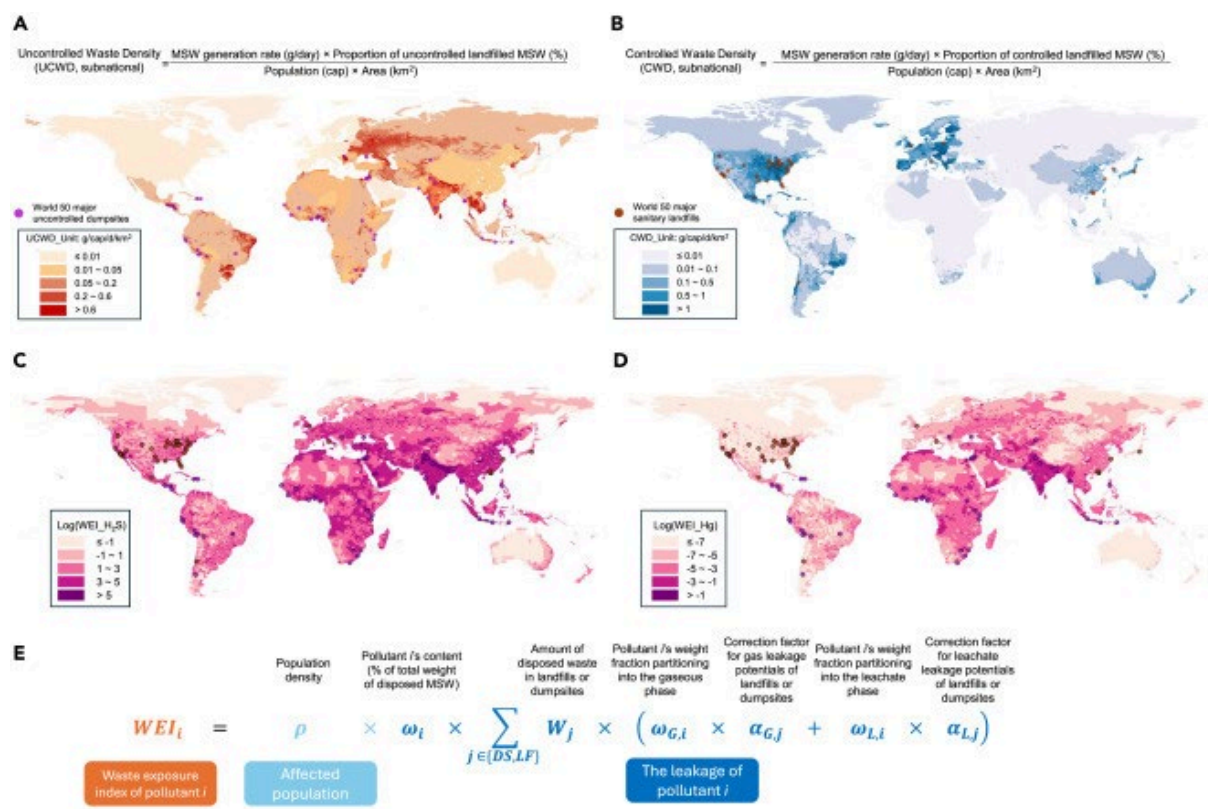 A
Uncontrolled Waste Density
(UCWD, subnational)
=
MSW generation rate (g/day) × Proportion of uncontrolled landfilled MSW (%)
Population (cap) × Area (km²)
World 50 major
uncontrolled dumpsites
UCWD_Unit: g/cap/d/km²
≤ 0.01
0.01 ~ 0.05
0.05 ~ 0.2
0.2 ~ 0.6
> 0.6
B
Controlled Waste Density
(CWD, subnational)
=
MSW generation rate (g/day) × Proportion of controlled landfilled MSW (%)
Population (cap) × Area (km²)
World 50 major
sanitary landfills
CWD_Unit: g/cap/d/km²
≤ 0.01
0.01 ~ 0.1
0.1 ~ 0.5
0.5 ~ 1
> 1
C
Log(WEI_H₂S)
≤ -1
-1 ~ 1
1 ~ 3
3 ~ 5
> 5
D
Log(WEI_Hg)
≤ -7
-7 ~ -5
-5 ~ -3
-3 ~ -1
> -1
E
Population
density
Pollutant i's content
(% of total weight
of disposed MSW)
Amount of
disposed waste
in landfills or
dumpsites
Pollutant i's weight
fraction partitioning
into the gaseous
phase
Correction factor
for gas leakage
potentials of
landfills or
dumpsites
Pollutant i's weight
fraction partitioning
into the leachate
phase
Correction factor
for leachate
leakage potentials
of landfills or
dumpsites
WEI_i = ρ × ω_i × ∑ W_j × (ω_G,i × α_G,j + ω_L,i × α_L,j)
j ∈{DS,LF}
Waste exposure
index of pollutant i
Affected
population
The leakage of
pollutant i